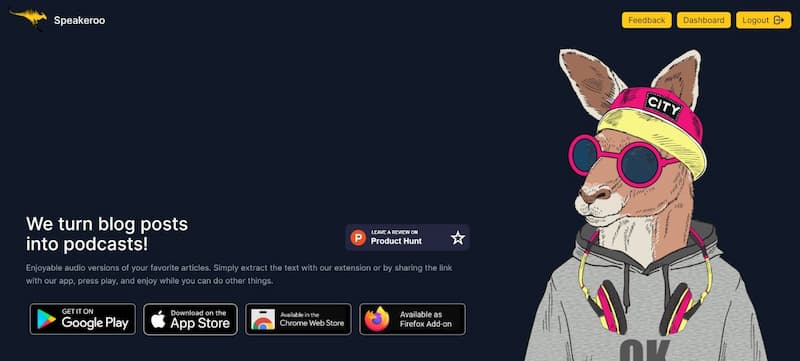 Speakeroo
Feedback
Dashboard
Logout
CITY
We turn blog posts
into podcasts!
LEAVE A REVIEW ON
Product Hunt
Enjoyable audio versions of your favorite articles. Simply extract the text with our extension or by sharing the link
with our app, press play, and enjoy while you can do other things.
GET IT ON
Google Play
Download on the
App Store
Available in the
Chrome Web Store
Available as
Firefox Add-on
OK